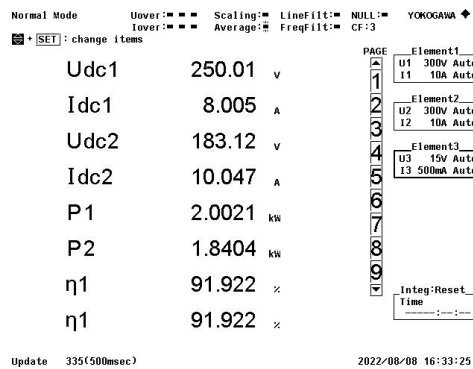 Normal Mode Uover: Scaling: LineFilt: NULL: YOKOGAWA
Iover: Average: FreqFilt: CF:3
+ SET : change items
PAGE
Udc1 250.01 V
Idc1 8.005 A
Udc2 183.12 V
Idc2 10.047 A
P1 2.0021 kW
P2 1.8404 kW
η1 91.922 %
η1 91.922 %
1
2
3
4
5
6
7
8
9
Element1
U1 300V Auto
I1 10A Auto
Element2
U2 300V Auto
I2 10A Auto
Element3
U3 15V Auto
I3 500mA Auto
Integ:Reset
Time
-----:--:--
Update 335(500msec) 2022/08/08 16:33:25